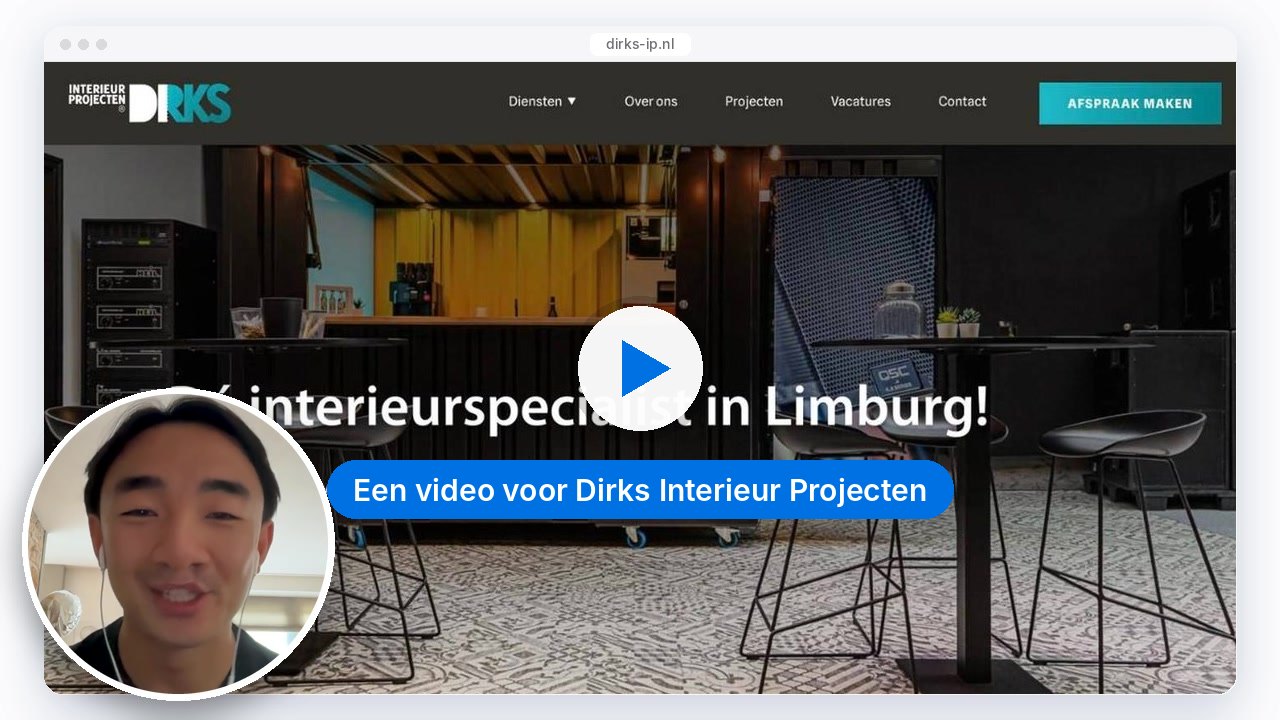 dirks-ip.nl
INTERIEUR
PROJECTEN
DIRKS
Diensten ▼
Over ons
Projecten
Vacatures
Contact
AFSPRAAK MAKEN
interieurspecialist in Limburg!
Een video voor Dirks Interieur Projecten
QSC